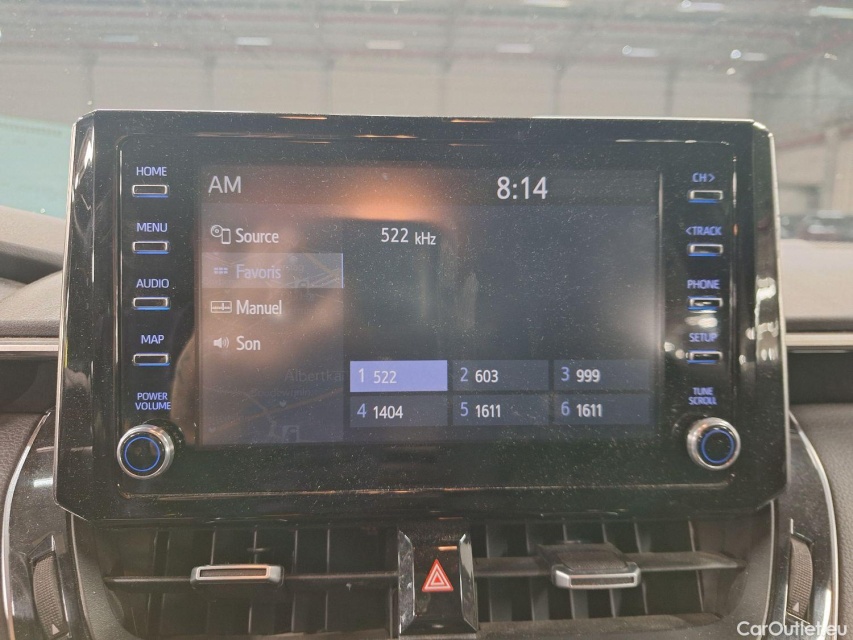 HOME
MENU
AUDIO
MAP
POWER
VOLUME
AM
8:14
Source
Favoris
Manuel
Son
522 kHz
1 522
2 603
3 999
4 1404
5 1611
6 1611
CH>
<TRACK
PHONE
SETUP
TUNE
SCROLL
CarOutlet.eu